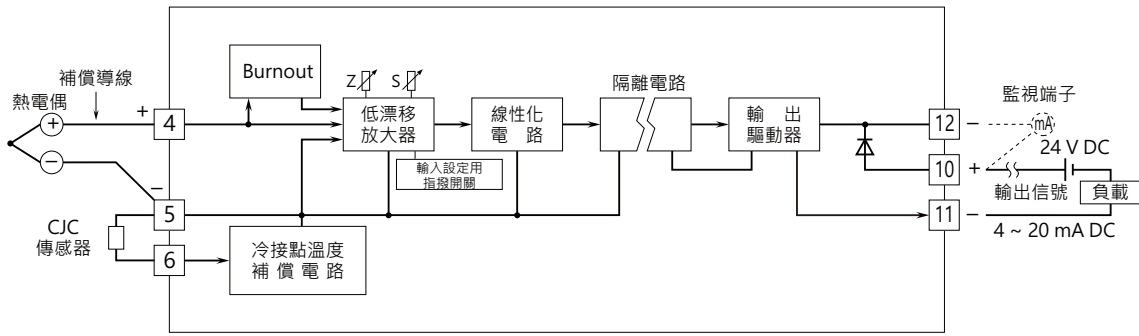 補償導線
熱電偶
+
−
+
4
−
5
CJC
傳感器
6
Burnout
Z
S
低漂移
放大器
輸入設定用
指撥開關
冷接點溫度
補償電路
線性化
電路
隔離電路
輸出
驅動器
12
−
10
+
11
−
監視端子
mA
24 V DC
輸出信號
負載
4 ~ 20 mA DC